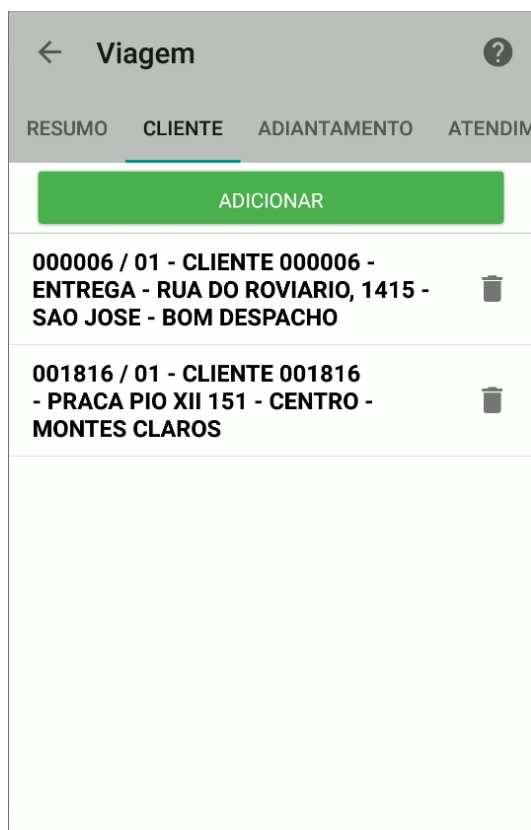 Viagem
RESUMO CLIENTE ADIANTAMENTO ATENDIM
ADICIONAR
000006 / 01 - CLIENTE 000006 -
ENTREGA - RUA DO ROVIARIO, 1415 -
SAO JOSE - BOM DESPACHO
001816 / 01 - CLIENTE 001816
- PRACA PIO XII 151 - CENTRO -
MONTES CLAROS